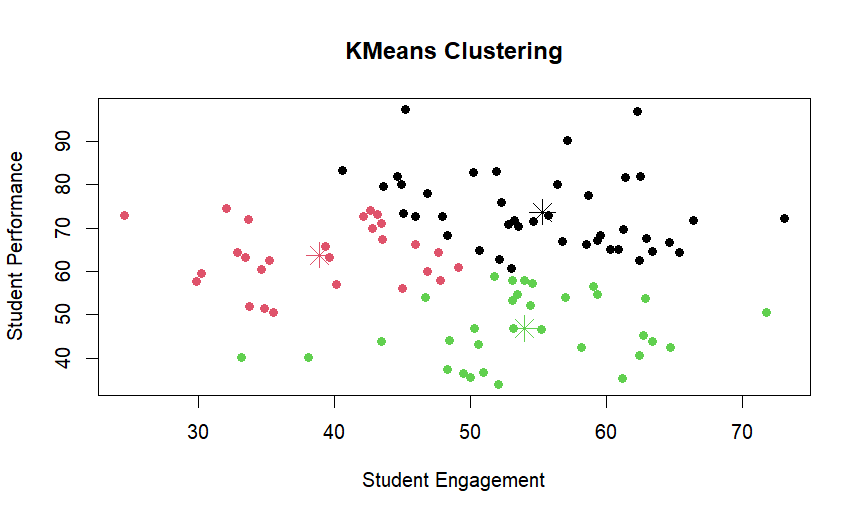 KMeans Clustering
Student Performance
90
80
70
60
50
40
30 40 50 60 70
Student Engagement